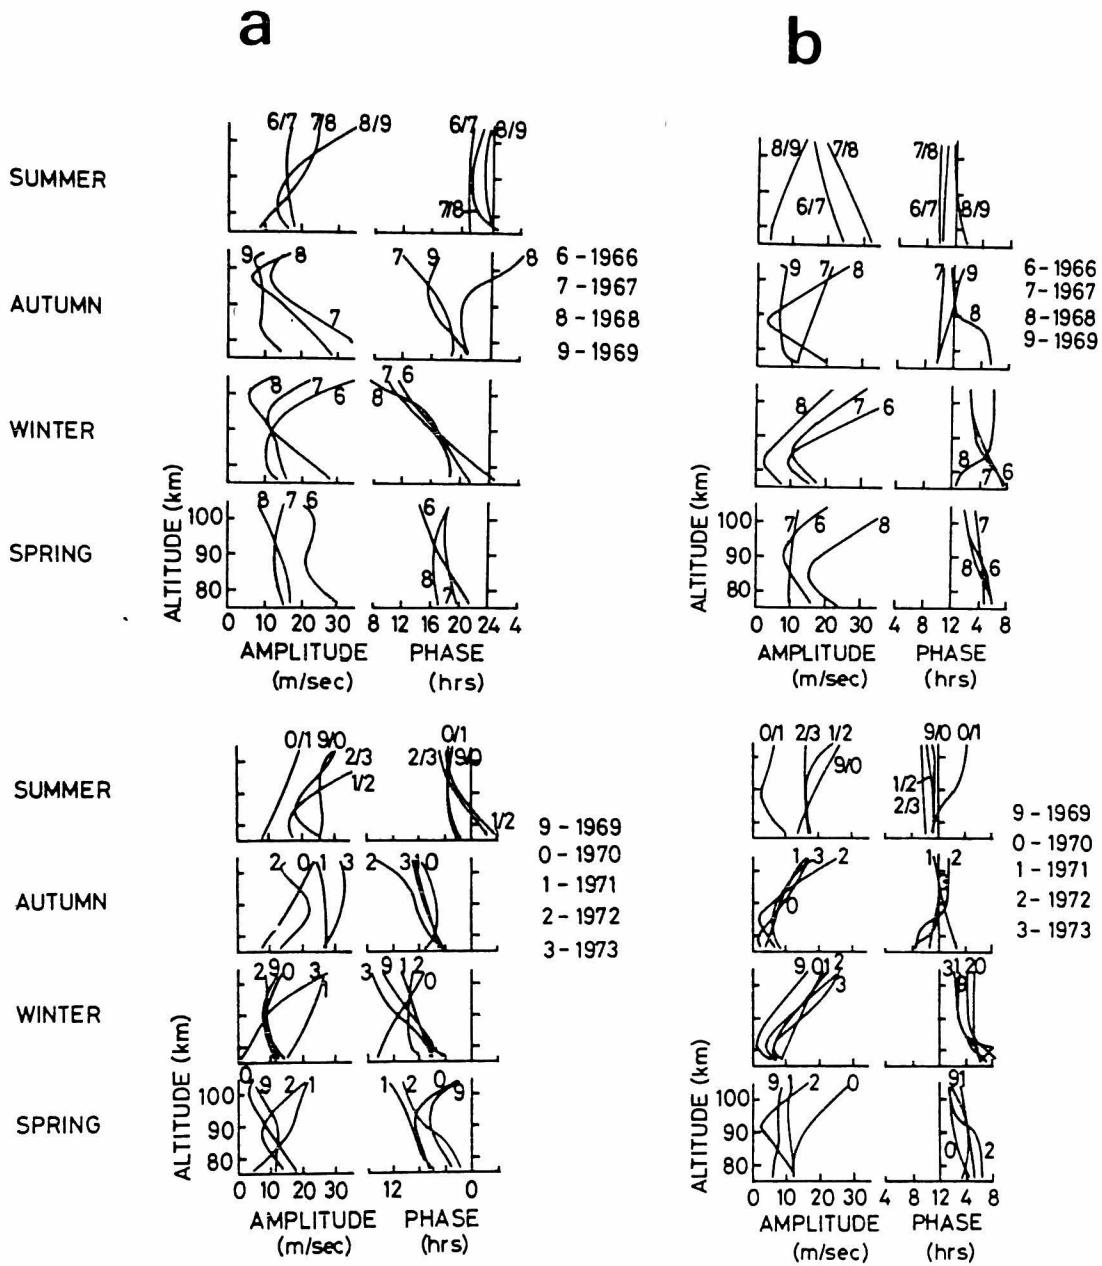 a
b
SUMMER
6/7 7/8 8/9
6/7 8/9
7/8
8/9 7/8
6/7
7/8
6/7 8/9
AUTUMN
9 8
7
7 9 8
6 - 1966
7 - 1967
8 - 1968
9 - 1969
9 7 8
7 9
8
6 - 1966
7 - 1967
8 - 1968
9 - 1969
WINTER
8 7
6
7 6
8
8 7 6
8
7 6
SPRING
8 7 6
6
8 7
7 6 8
7
8 6
ALTITUDE (km)
100
90
80
0 10 20 30
8 12 16 20 24 4
AMPLITUDE
(m/sec)
PHASE
(hrs)
ALTITUDE (km)
100
90
80
0 10 20 30
4 8 12 4 8
AMPLITUDE
(m/sec)
PHASE
(hrs)
SUMMER
0/1 9/0
2/3
1/2
0/1
2/3 9/0
1/2
0/1 2/3 1/2
9/0
9/0 0/1
1/2
2/3
9 - 1969
0 - 1970
1 - 1971
2 - 1972
3 - 1973
9 - 1969
0 - 1970
1 - 1971
2 - 1972
3 - 1973
AUTUMN
2 0 1 3
2 3 1 0
1 3 2
0
1 2
3
WINTER
2 9 0 3
1
3 9 1 2
0
9 0 1 2
3
3 1 2 0
9
SPRING
0
9 2 1
1 2 0
9
9 1 2 0
9 1
0 2
ALTITUDE (km)
100
90
80
0 10 20 30
12 0
AMPLITUDE
(m/sec)
PHASE
(hrs)
ALTITUDE (km)
100
90
80
0 10 20 30
4 8 12 4 8
AMPLITUDE
(m/sec)
PHASE
(hrs)